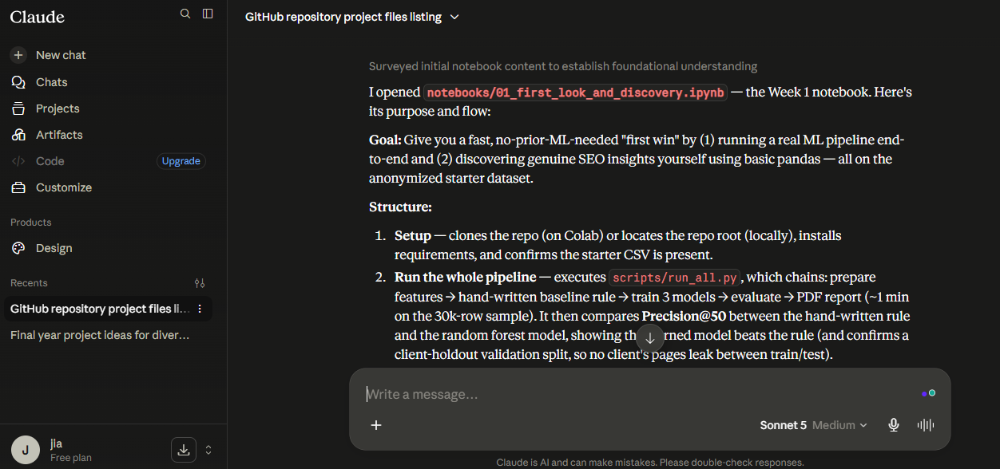 Claude
New chat
Chats
Projects
Artifacts
Code
Upgrade
Customize
Products
Design
Recents
GitHub repository project files li...
Final year project ideas for diver...
J
jia
Free plan
GitHub repository project files listing
Surveyed initial notebook content to establish foundational understanding
I opened notebooks/01_first_look_and_discovery.ipynb — the Week 1 notebook. Here's
its purpose and flow:
Goal: Give you a fast, no-prior-ML-needed "first win" by (1) running a real ML pipeline end-
to-end and (2) discovering genuine SEO insights yourself using basic pandas — all on the
anonymized starter dataset.
Structure:
1. Setup — clones the repo (on Colab) or locates the repo root (locally), installs
requirements, and confirms the starter CSV is present.
2. Run the whole pipeline — executes scripts/run_all.py, which chains: prepare
features → hand-written baseline rule → train 3 models → evaluate → PDF report (~1 min
on the 30k-row sample). It then compares Precision@50 between the hand-written rule
and the random forest model, showing th rned model beats the rule (and confirms a
client-holdout validation split, so no client's pages leak between train/test).
Write a message...
Sonnet 5 Medium
Claude is AI and can make mistakes. Please double-check responses.